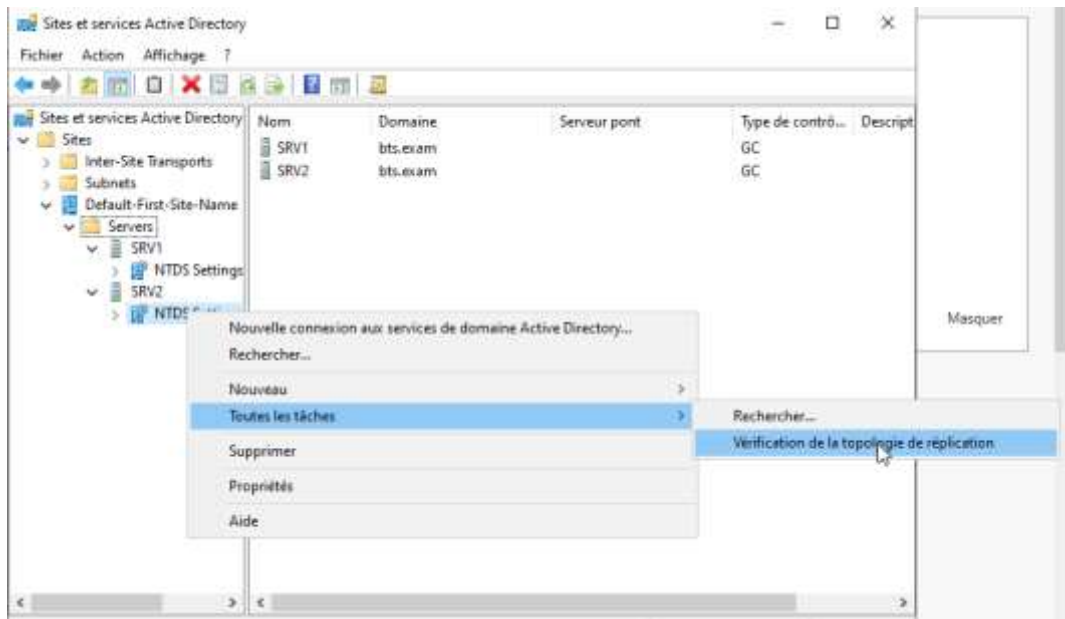 Sites et services Active Directory
Fichier Action Affichage ?
Sites et services Active Directory
Sites
Inter-Site Transports
Subnets
Default-First-Site-Name
Servers
SRV1
NTDS Settings
SRV2
NTDS
Nom Domaine Serveur pont Type de contrô... Descript
SRV1 bts.exam GC
SRV2 bts.exam GC
Nouvelle connexion aux services de domaine Active Directory...
Rechercher...
Nouveau
Toutes les tâches
Supprimer
Propriétés
Aide
Rechercher...
Vérification de la topologie de réplication
Masquer